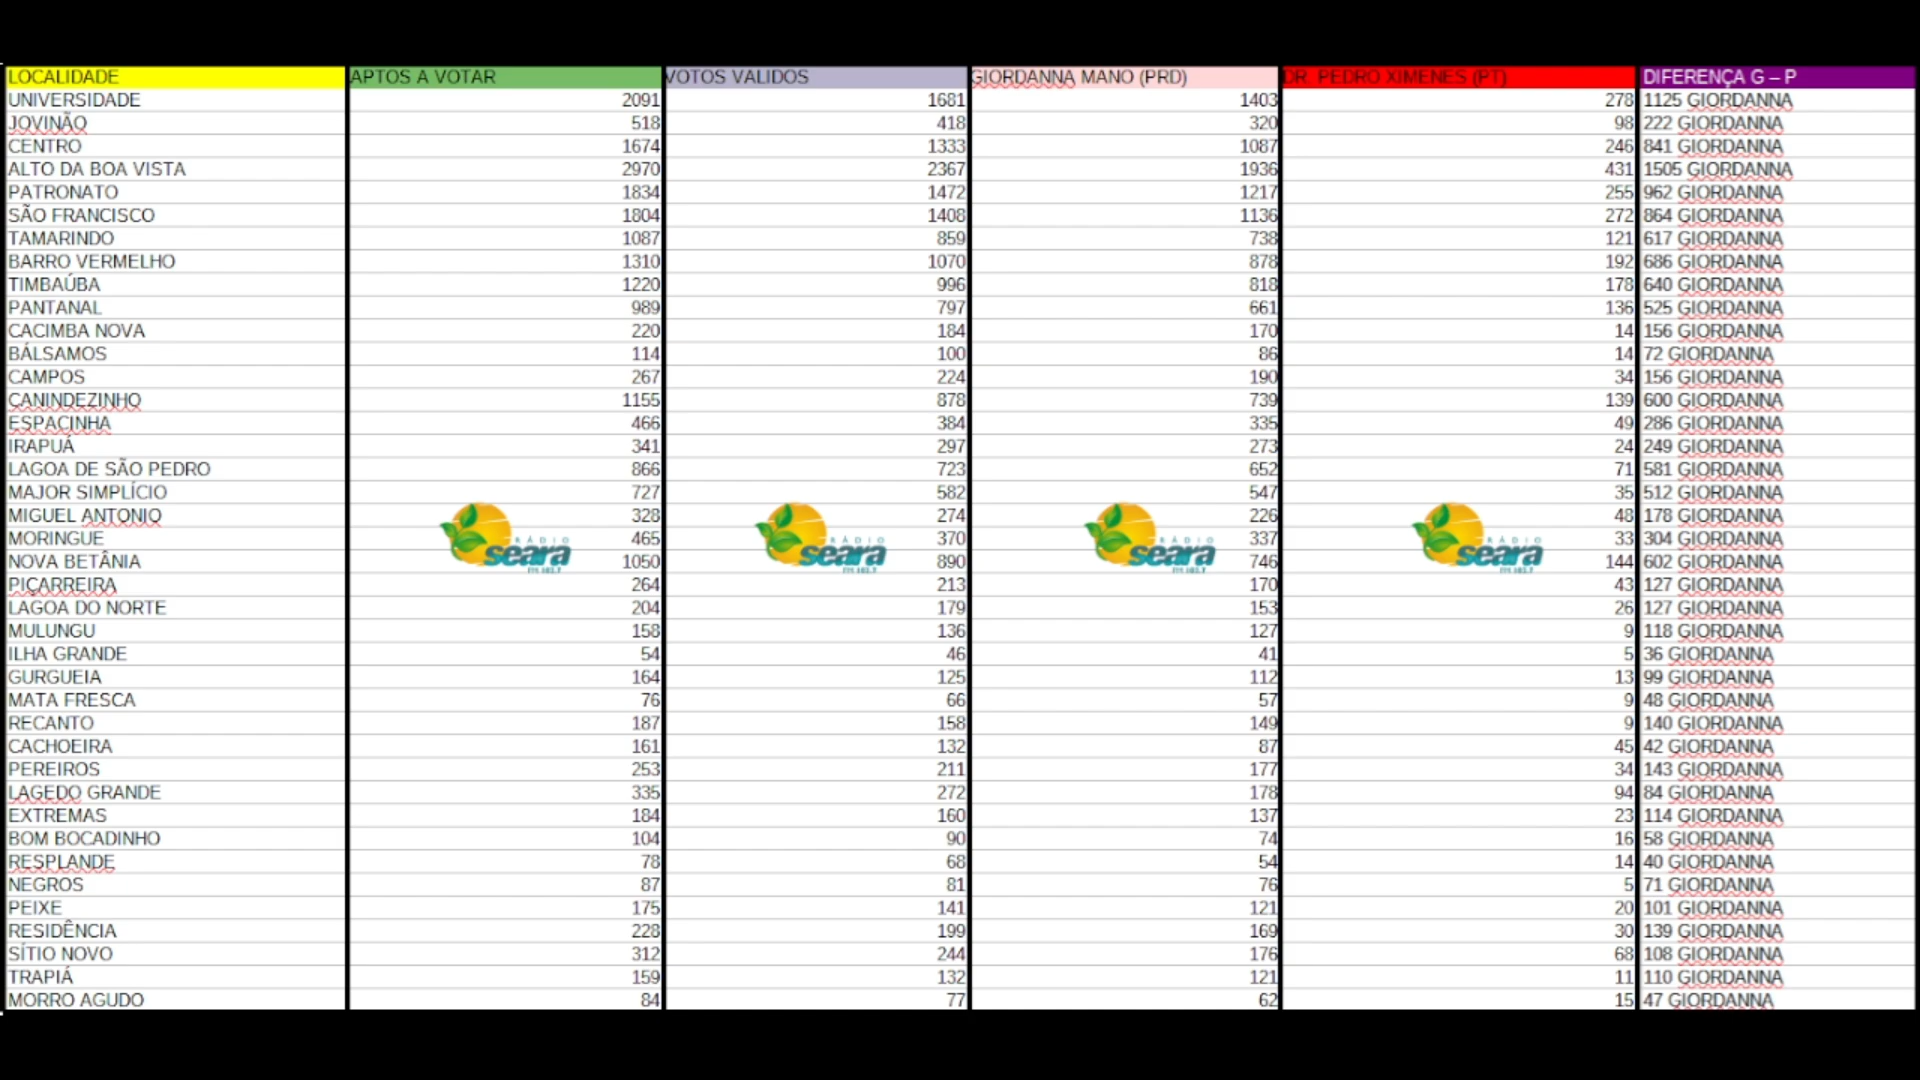 LOCALIDADE APTOS A VOTAR VOTOS VALIDOS GIORDANNA MANO (PRD) DR. PEDRO XIMENES (PT) DIFERENÇA G – P
UNIVERSIDADE 2091 1681 1403 278 1125 GIORDANNA
JOVINÃO 518 418 320 98 222 GIORDANNA
CENTRO 1674 1333 1087 246 841 GIORDANNA
ALTO DA BOA VISTA 2970 2367 1936 431 1505 GIORDANNA
PATRONATO 1834 1472 1217 255 962 GIORDANNA
SÃO FRANCISCO 1804 1408 1136 272 864 GIORDANNA
TAMARINDO 1087 859 738 121 617 GIORDANNA
BARRO VERMELHO 1310 1070 878 192 686 GIORDANNA
TIMBAÚBA 1220 996 818 178 640 GIORDANNA
PANTANAL 989 797 661 136 525 GIORDANNA
CACIMBA NOVA 220 184 170 14 156 GIORDANNA
BÁLSAMOS 114 100 86 14 72 GIORDANNA
CAMPOS 267 224 190 34 156 GIORDANNA
CANINDEZINHO 1155 878 739 139 600 GIORDANNA
ESPACINHA 466 384 335 49 286 GIORDANNA
IRAPUÁ 341 297 273 24 249 GIORDANNA
LAGOA DE SÃO PEDRO 866 723 652 71 581 GIORDANNA
MAJOR SIMPLÍCIO 727 582 547 35 512 GIORDANNA
MIGUEL ANTONIO 328 274 226 48 178 GIORDANNA
MORINGUE 465 370 337 33 304 GIORDANNA
RÁDIO seara RÁDIO seara RÁDIO seara RÁDIO seara
NOVA BETÂNIA 1050 890 746 144 602 GIORDANNA
PIÇARREIRA 264 213 170 43 127 GIORDANNA
LAGOA DO NORTE 204 179 153 26 127 GIORDANNA
MULUNGU 158 136 127 9 118 GIORDANNA
ILHA GRANDE 54 46 41 5 36 GIORDANNA
GURGUEIA 164 125 112 13 99 GIORDANNA
MATA FRESCA 76 66 57 9 48 GIORDANNA
RECANTO 187 158 149 9 140 GIORDANNA
CACHOEIRA 161 132 87 45 42 GIORDANNA
PEREIROS 253 211 177 34 143 GIORDANNA
LAGEDO GRANDE 335 272 178 94 84 GIORDANNA
EXTREMAS 184 160 137 23 114 GIORDANNA
BOM BOCADINHO 104 90 74 16 58 GIORDANNA
RESPLANDE 78 68 54 14 40 GIORDANNA
NEGROS 87 81 76 5 71 GIORDANNA
PEIXE 175 141 121 20 101 GIORDANNA
RESIDÊNCIA 228 199 169 30 139 GIORDANNA
SÍTIO NOVO 312 244 176 68 108 GIORDANNA
TRAPIÁ 159 132 121 11 110 GIORDANNA
MORRO AGUDO 84 77 62 15 47 GIORDANNA